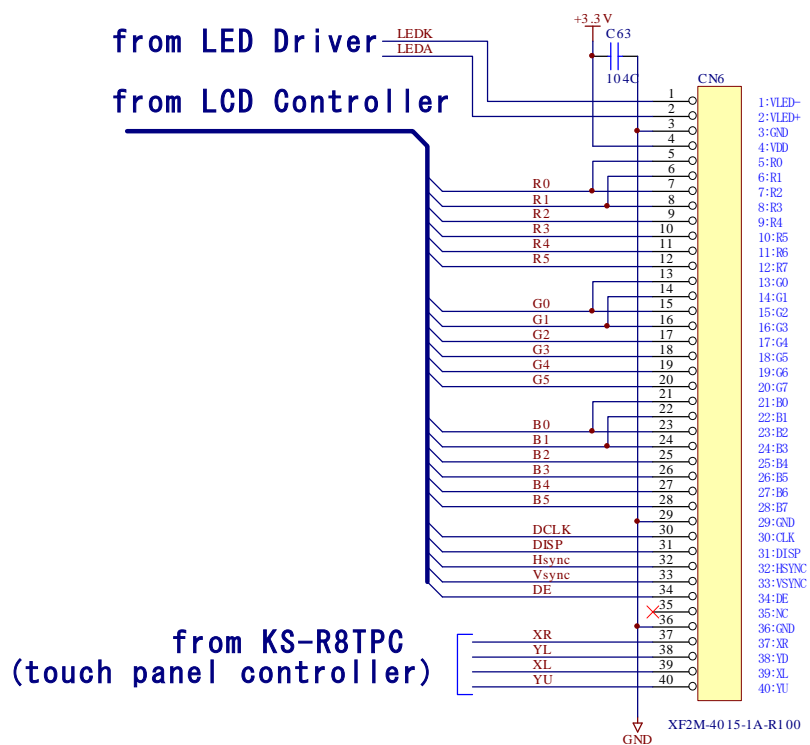 from LED Driver
LEDK
LEDA
+3.3V
C63
104C
from LCD Controller
CN6
1
2
3
4
5
6
7
8
9
10
11
12
13
14
15
16
17
18
19
20
21
22
23
24
25
26
27
28
29
30
31
32
33
34
35
36
37
38
39
40
R0
R1
R2
R3
R4
R5
G0
G1
G2
G3
G4
G5
B0
B1
B2
B3
B4
B5
DCLK
DISP
Hsync
Vsync
DE
XR
YL
XL
YU
1:VLED-
2:VLED+
3:GND
4:VDD
5:R0
6:R1
7:R2
8:R3
9:R4
10:R5
11:R6
12:R7
13:G0
14:G1
15:G2
16:G3
17:G4
18:G5
19:G6
20:G7
21:B0
22:B1
23:B2
24:B3
25:B4
26:B5
27:B6
28:B7
29:GND
30:CLK
31:DISP
32:HSYNC
33:VSYNC
34:DE
35:NC
36:GND
37:XR
38:YD
39:XL
40:YU
from KS-R8TPC
(touch panel controller)
GND
XF2M-4015-1A-R100